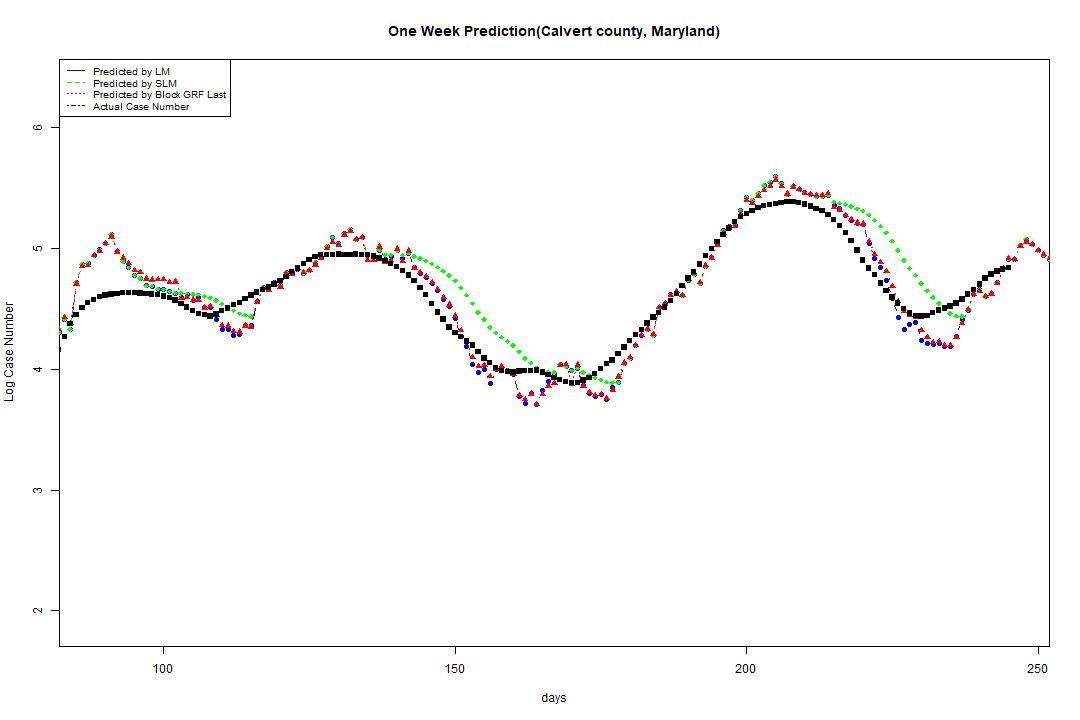 One Week Prediction(Calvert county, Maryland)
Predicted by LM
Predicted by SLM
Predicted by Block GRF Last
Actual Case Number
Log Case Number
6
5
4
3
2
100 150 200 250
days